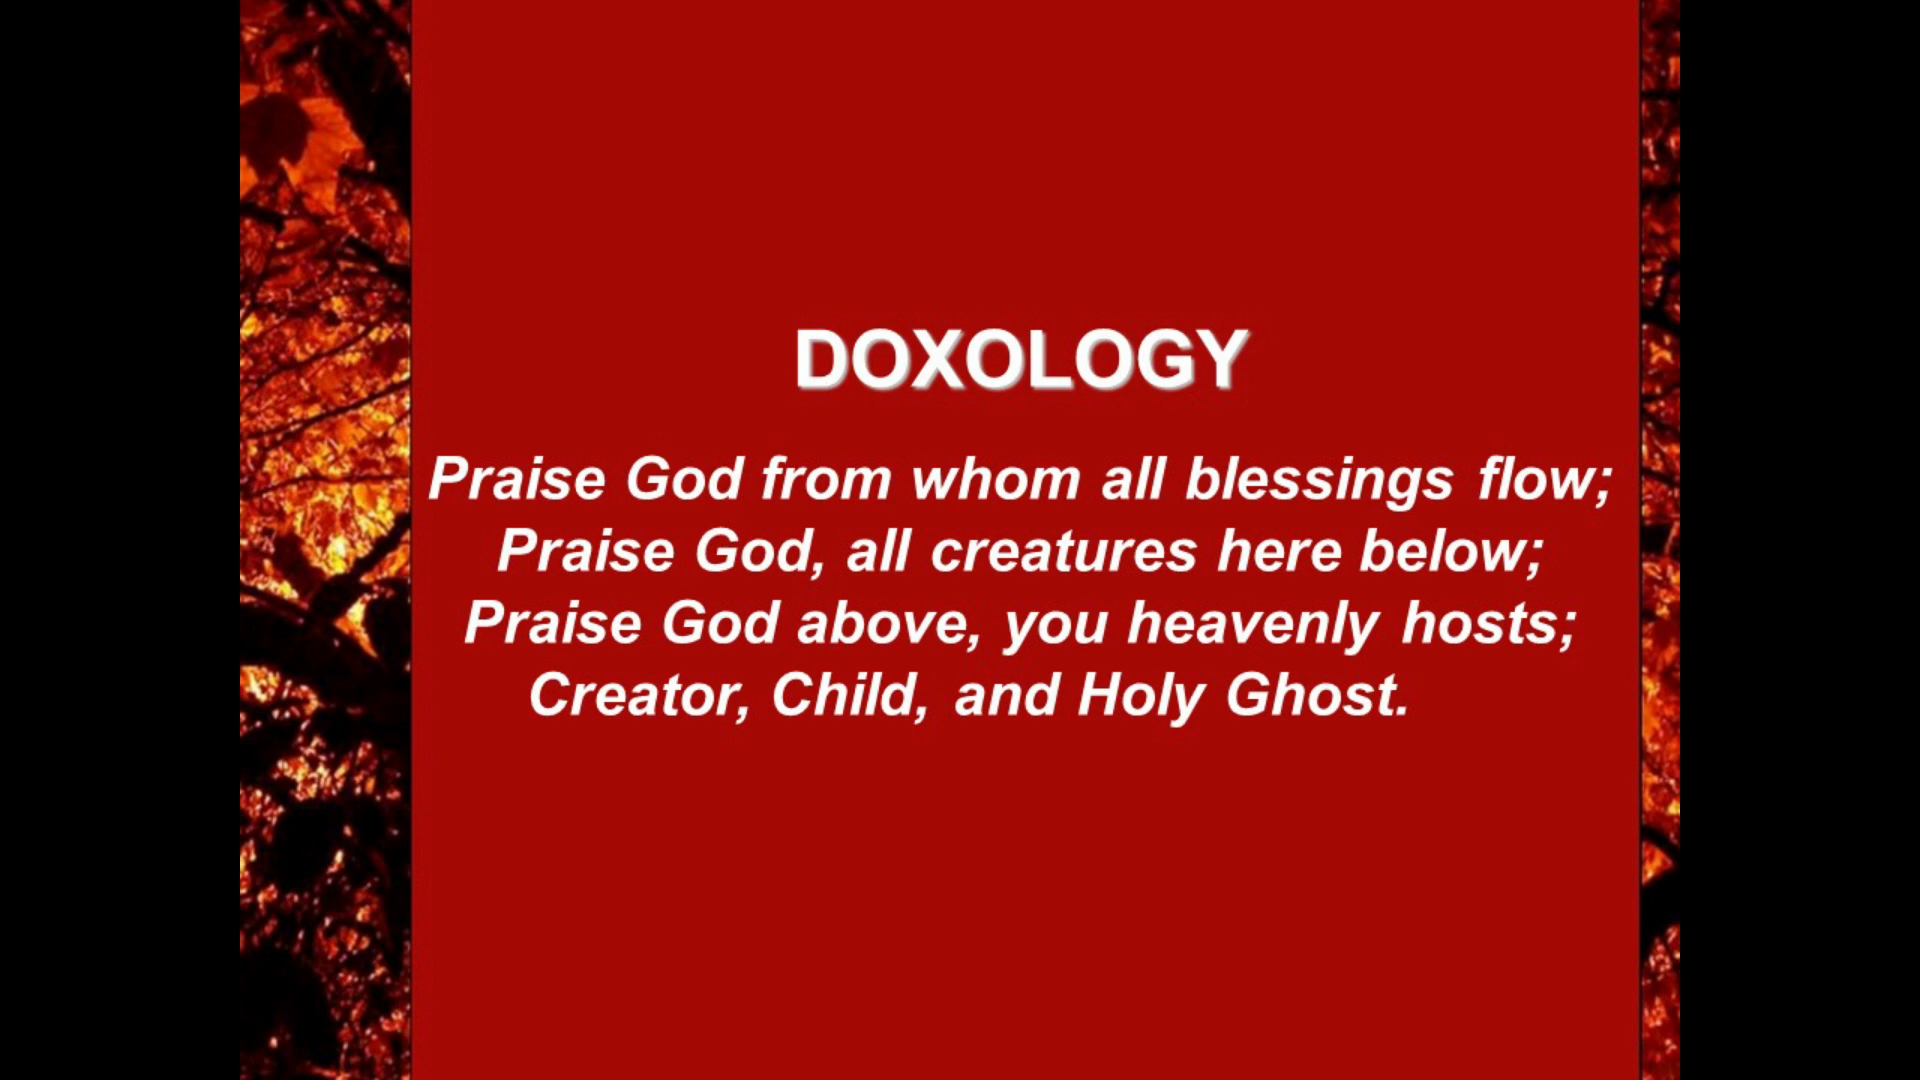 DOXOLOGY
Praise God from whom all blessings flow;
Praise God, all creatures here below;
Praise God above, you heavenly hosts;
Creator, Child, and Holy Ghost.